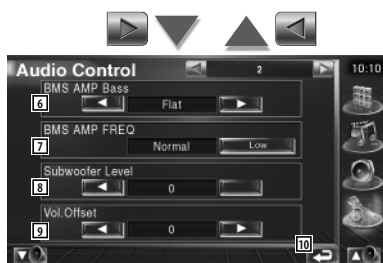 Audio Control
2
10:10
BMS AMP Bass
6
Flat
BMS AMP FREQ
7
Normal
Low
Subwoofer Level
8
0
Vol.Offset
9
0
10